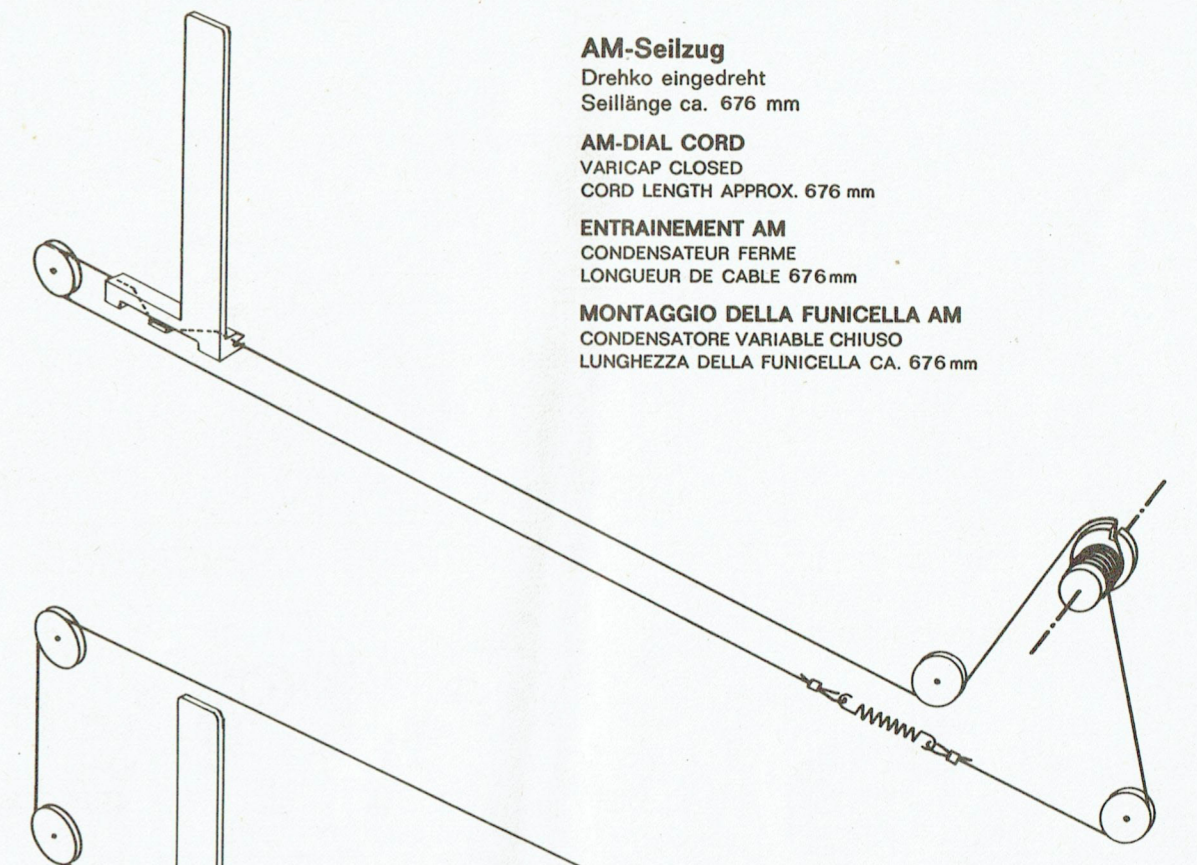 AM-Seilzug
Drehko eingedreht
Seillänge ca. 676 mm
AM-DIAL CORD
VARICAP CLOSED
CORD LENGTH APPROX. 676 mm
ENTRAINEMENT AM
CONDENSATEUR FERME
LONGUEUR DE CABLE 676 mm
MONTAGGIO DELLA FUNICELLA AM
CONDENSATORE VARIABLE CHIUSO
LUNGHEZZA DELLA FUNICELLA CA. 676 mm